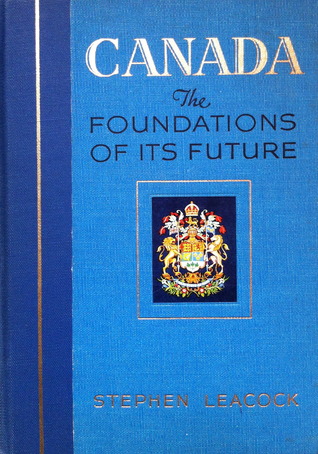 CANADA
The
FOUNDATIONS
OF ITS FUTURE
STEPHEN LEACOCK